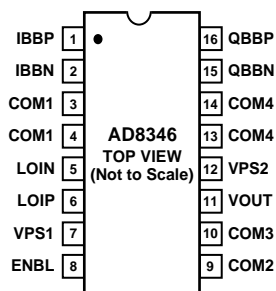 IBBP 1 16 QBBP
IBBN 2 15 QBBN
COM1 3 14 COM4
COM1 4 13 COM4
AD8346
TOP VIEW
(Not to Scale)
LOIN 5 12 VPS2
LOIP 6 11 VOUT
VPS1 7 10 COM3
ENBL 8 9 COM2